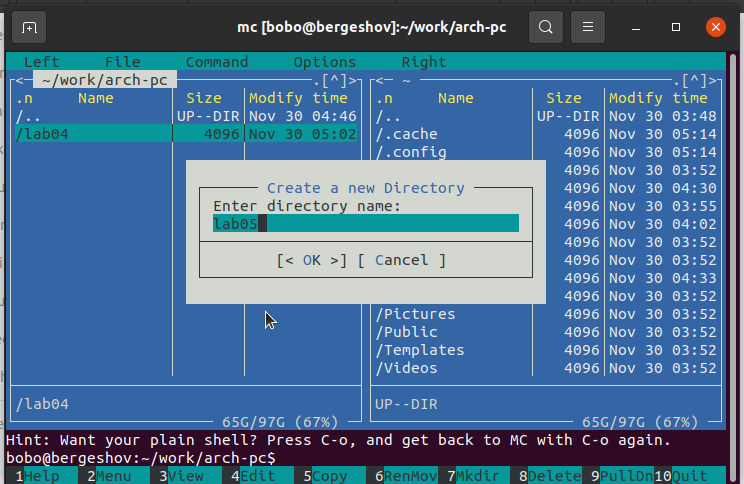 mc [bobo@bergeshov]:~/work/arch-pc
Left File Command Options Right
<─ ~/work/arch-pc ─.[^]>
<─ ~ ─.[^]>
.n Name Size Modify time
.n Name Size Modify time
/.. UP--DIR Nov 30 04:46
/lab04 4096 Nov 30 05:02
/.. UP--DIR Nov 30 03:48
/.cache 4096 Nov 30 05:14
/.config 4096 Nov 30 05:14
4096 Nov 30 03:52
4096 Nov 30 04:30
4096 Nov 30 03:55
4096 Nov 30 04:02
4096 Nov 30 03:52
4096 Nov 30 03:52
4096 Nov 30 04:33
4096 Nov 30 03:52
/Pictures 4096 Nov 30 03:52
/Public 4096 Nov 30 03:52
/Templates 4096 Nov 30 03:52
/Videos 4096 Nov 30 03:52
Create a new Directory
Enter directory name:
lab05
[< OK >] [ Cancel ]
/lab04
UP--DIR
65G/97G (67%)
65G/97G (67%)
Hint: Want your plain shell? Press C-o, and get back to MC with C-o again.
bobo@bergeshov:~/work/arch-pc$
1Help 2Menu 3View 4Edit 5Copy 6RenMov 7Mkdir 8Delete 9PullDn 10Quit